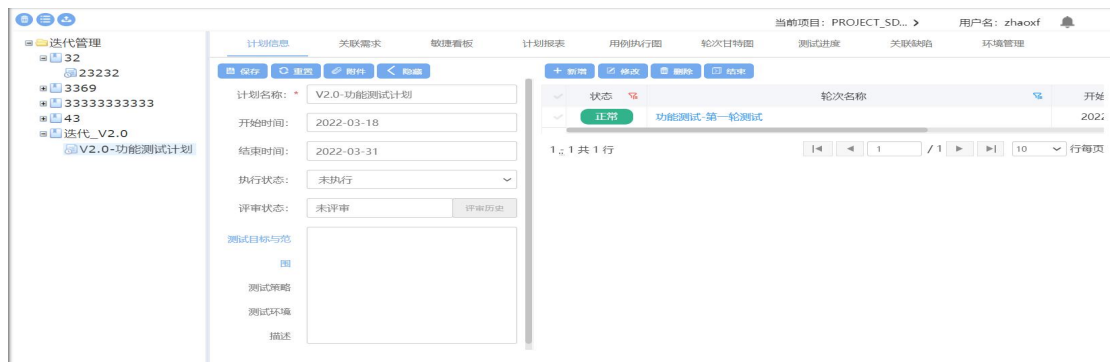 当前项目: PROJECT_SD... 用户名: zhaoxf
迭代管理
32
23232
3369
33333333333
43
迭代_V2.0
V2.0-功能测试计划
计划信息 关联需求 敏捷看板 计划报表 用例执行图 轮次日特图 测试进度 关联缺陷 环境管理
保存 重置 附件 隐藏
计划名称: * V2.0-功能测试计划
开始时间: 2022-03-18
结束时间: 2022-03-31
执行状态: 未执行
评审状态: 未评审 评审历史
测试目标与范
围
测试策略
测试环境
描述
+ 新增 修改 删除 结束
状态 轮次名称 开始
正常 功能测试-第一轮测试 2022
1 .: 1 共 1 行 1 / 1 10 行每页